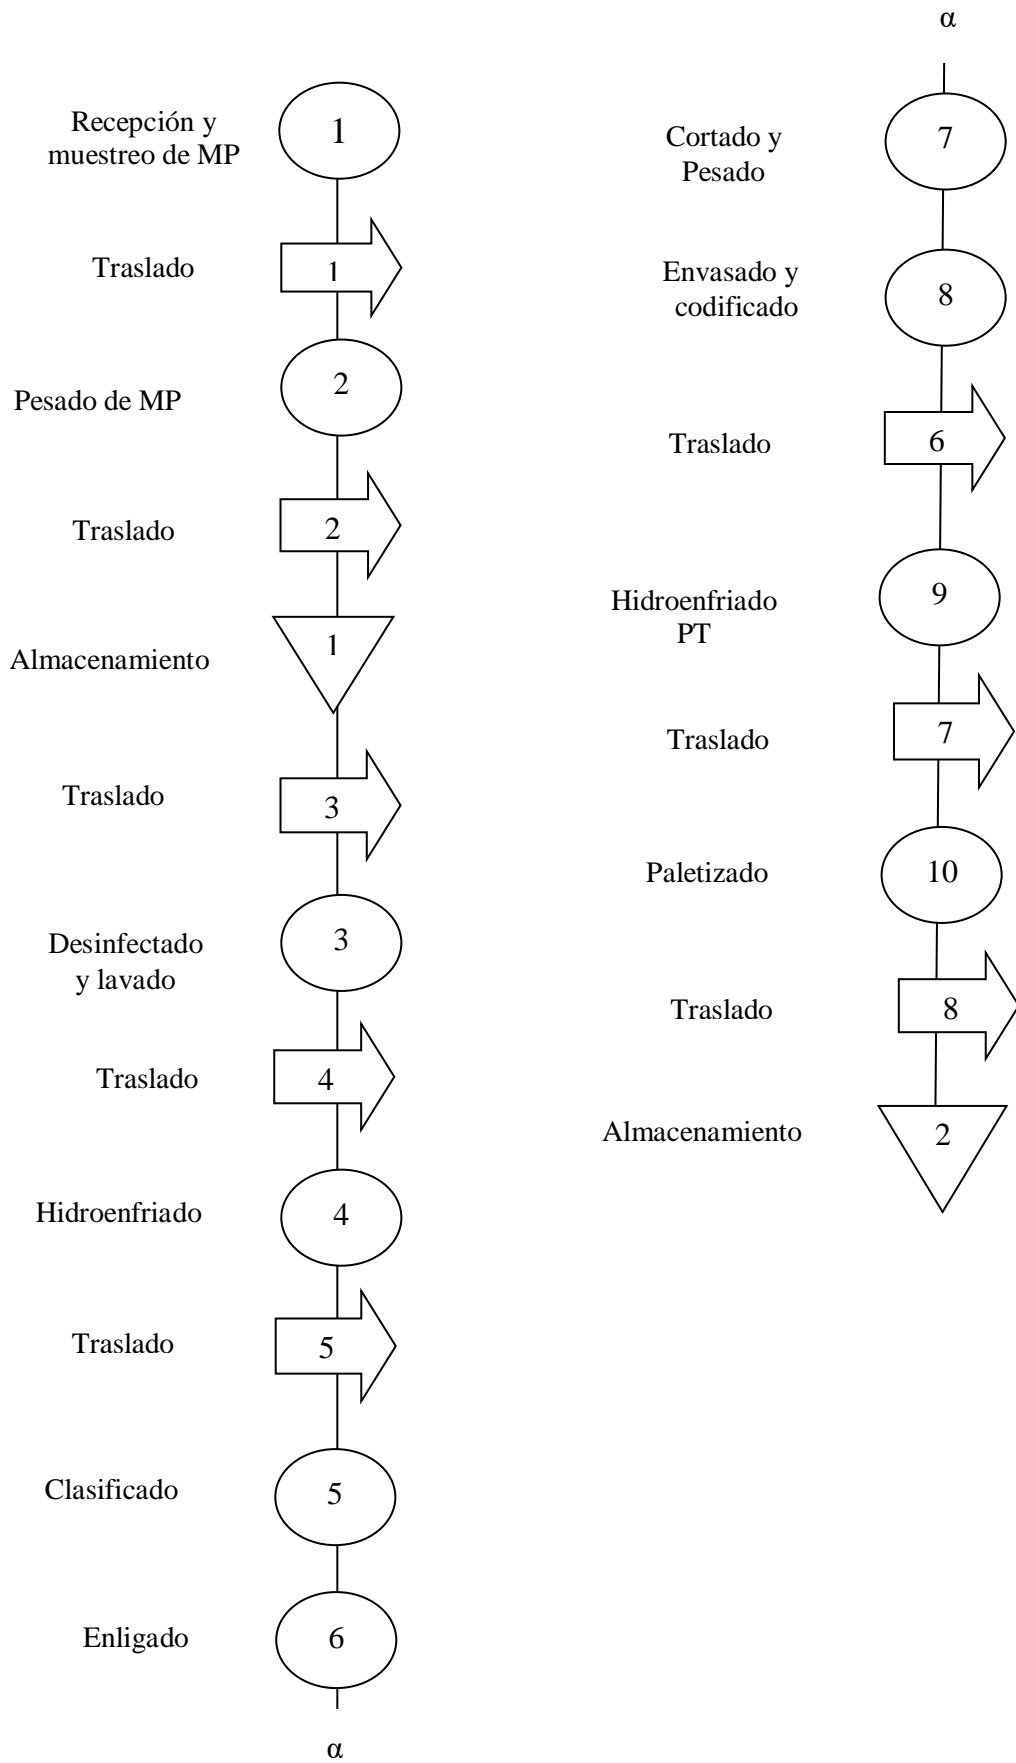 Recepción y
muestreo de MP
1
Traslado
1
Pesado de MP
2
Traslado
2
Almacenamiento
1
Traslado
3
Desinfectado
y lavado
3
Traslado
4
Hidroenfriado
4
Traslado
5
Clasificado
5
Enligado
6
α
α
Cortado y
Pesado
7
Envasado y
codificado
8
Traslado
6
Hidroenfriado
PT
9
Traslado
7
Paletizado
10
Traslado
8
Almacenamiento
2